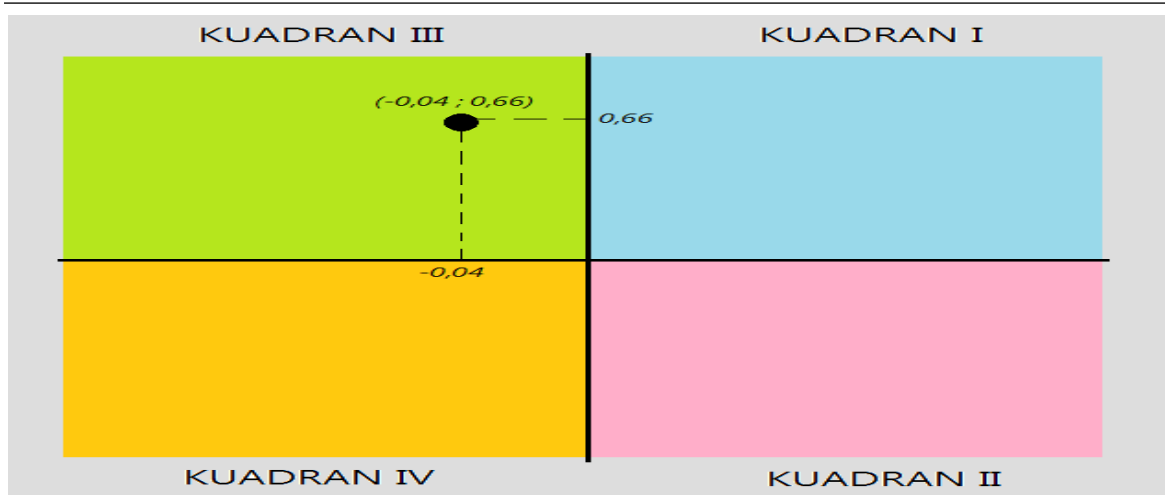 KUADRAN III
KUADRAN I
(-0,04 ; 0,66)
0,66
-0,04
KUADRAN IV
KUADRAN II